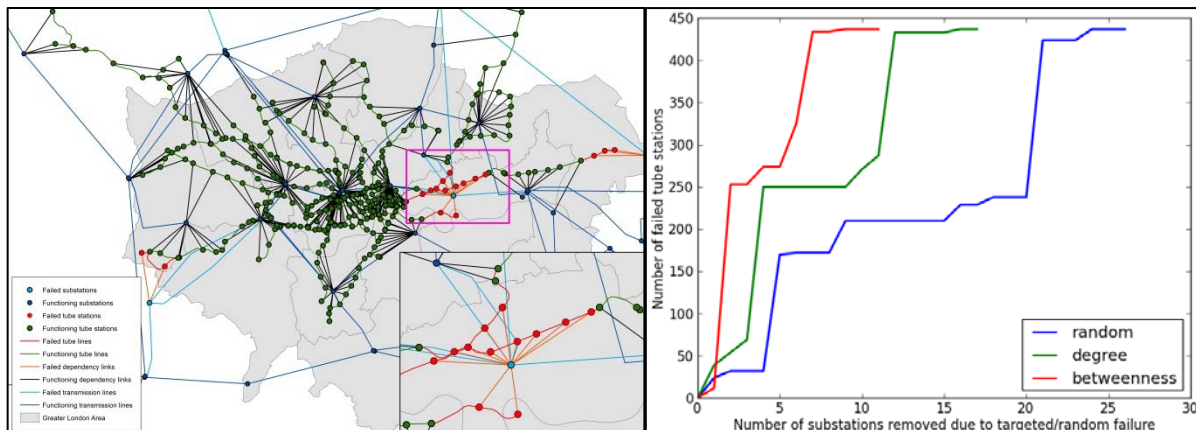 Failed substations
Functioning substations
Failed tube stations
Functioning tube stations
Failed tube lines
Functioning tube lines
Failed dependency links
Functioning dependency links
Failed transmission lines
Functioning transmission lines
Greater London Area
Number of failed tube stations
450
400
350
300
250
200
150
100
50
0
0 5 10 15 20 25 30
Number of substations removed due to targeted/random failure
random
degree
betweenness